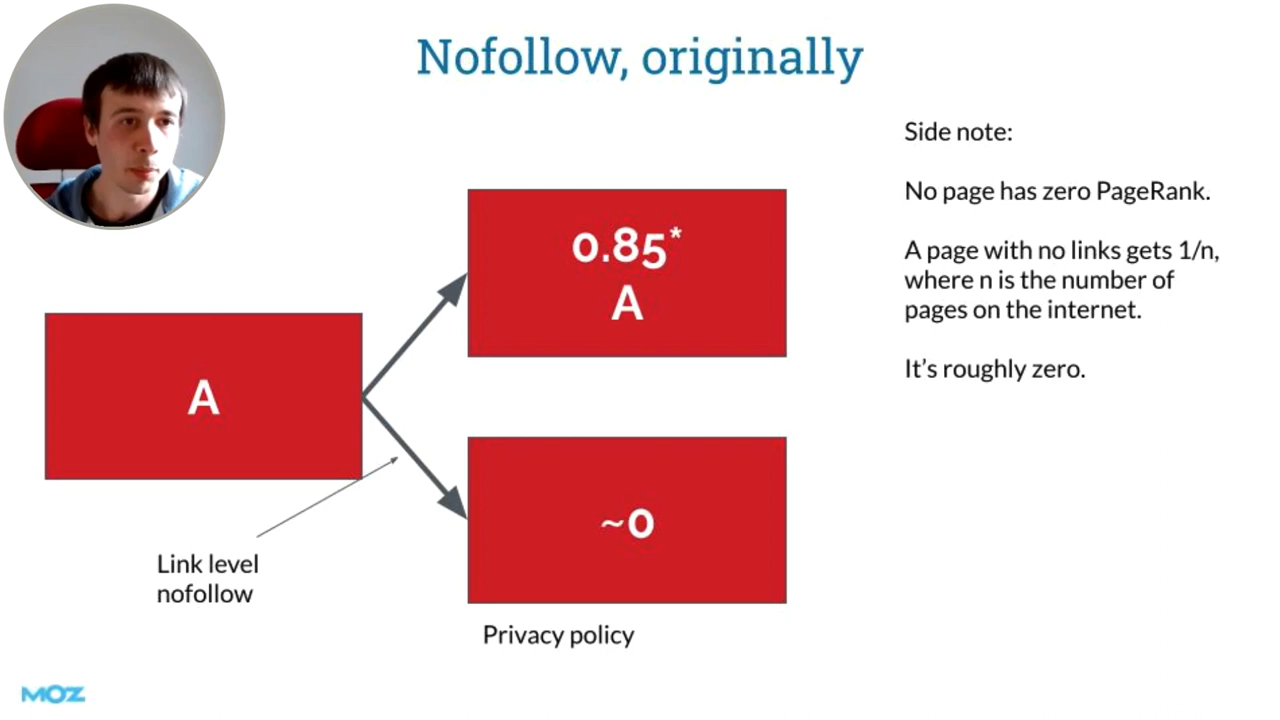 Nofollow, originally
Side note:
No page has zero PageRank.
A page with no links gets 1/n,
where n is the number of
pages on the internet.
It’s roughly zero.
0.85*
A
A
~0
Link level
nofollow
Privacy policy
MOZ